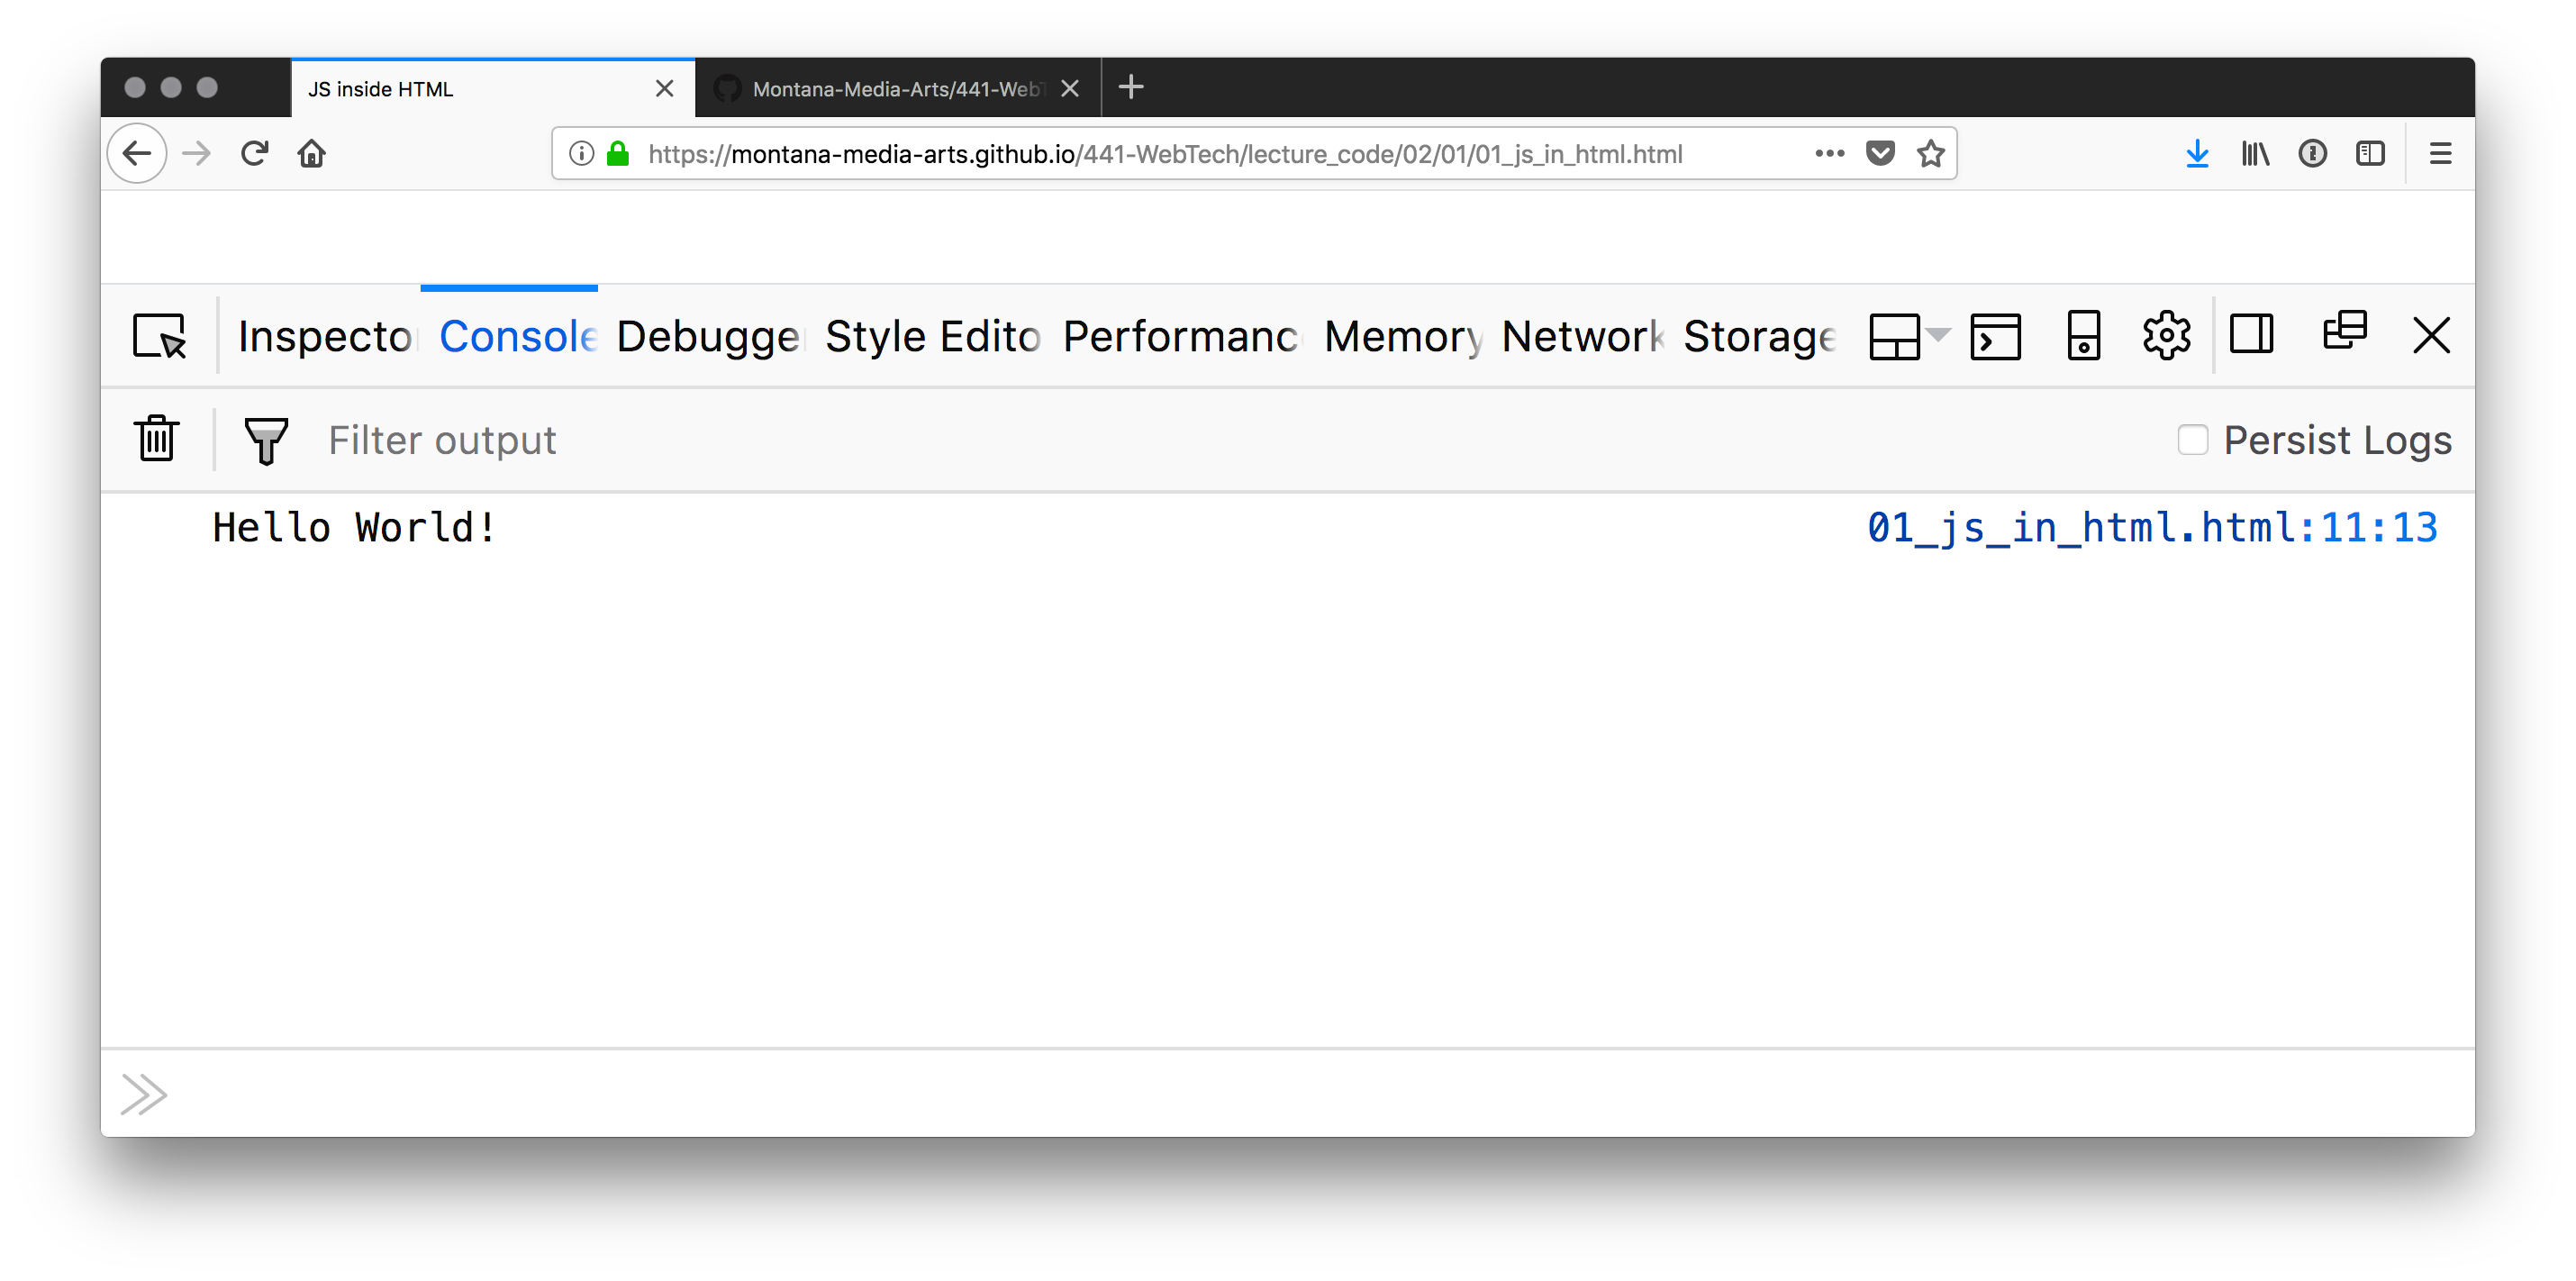 JS inside HTML
Montana-Media-Arts/441-Web
https://montana-media-arts.github.io/441-WebTech/lecture_code/02/01/01_js_in_html.html
Inspecto Console Debugge Style Edito Performanc Memory Network Storage
Filter output Persist Logs
Hello World! 01_js_in_html.html:11:13